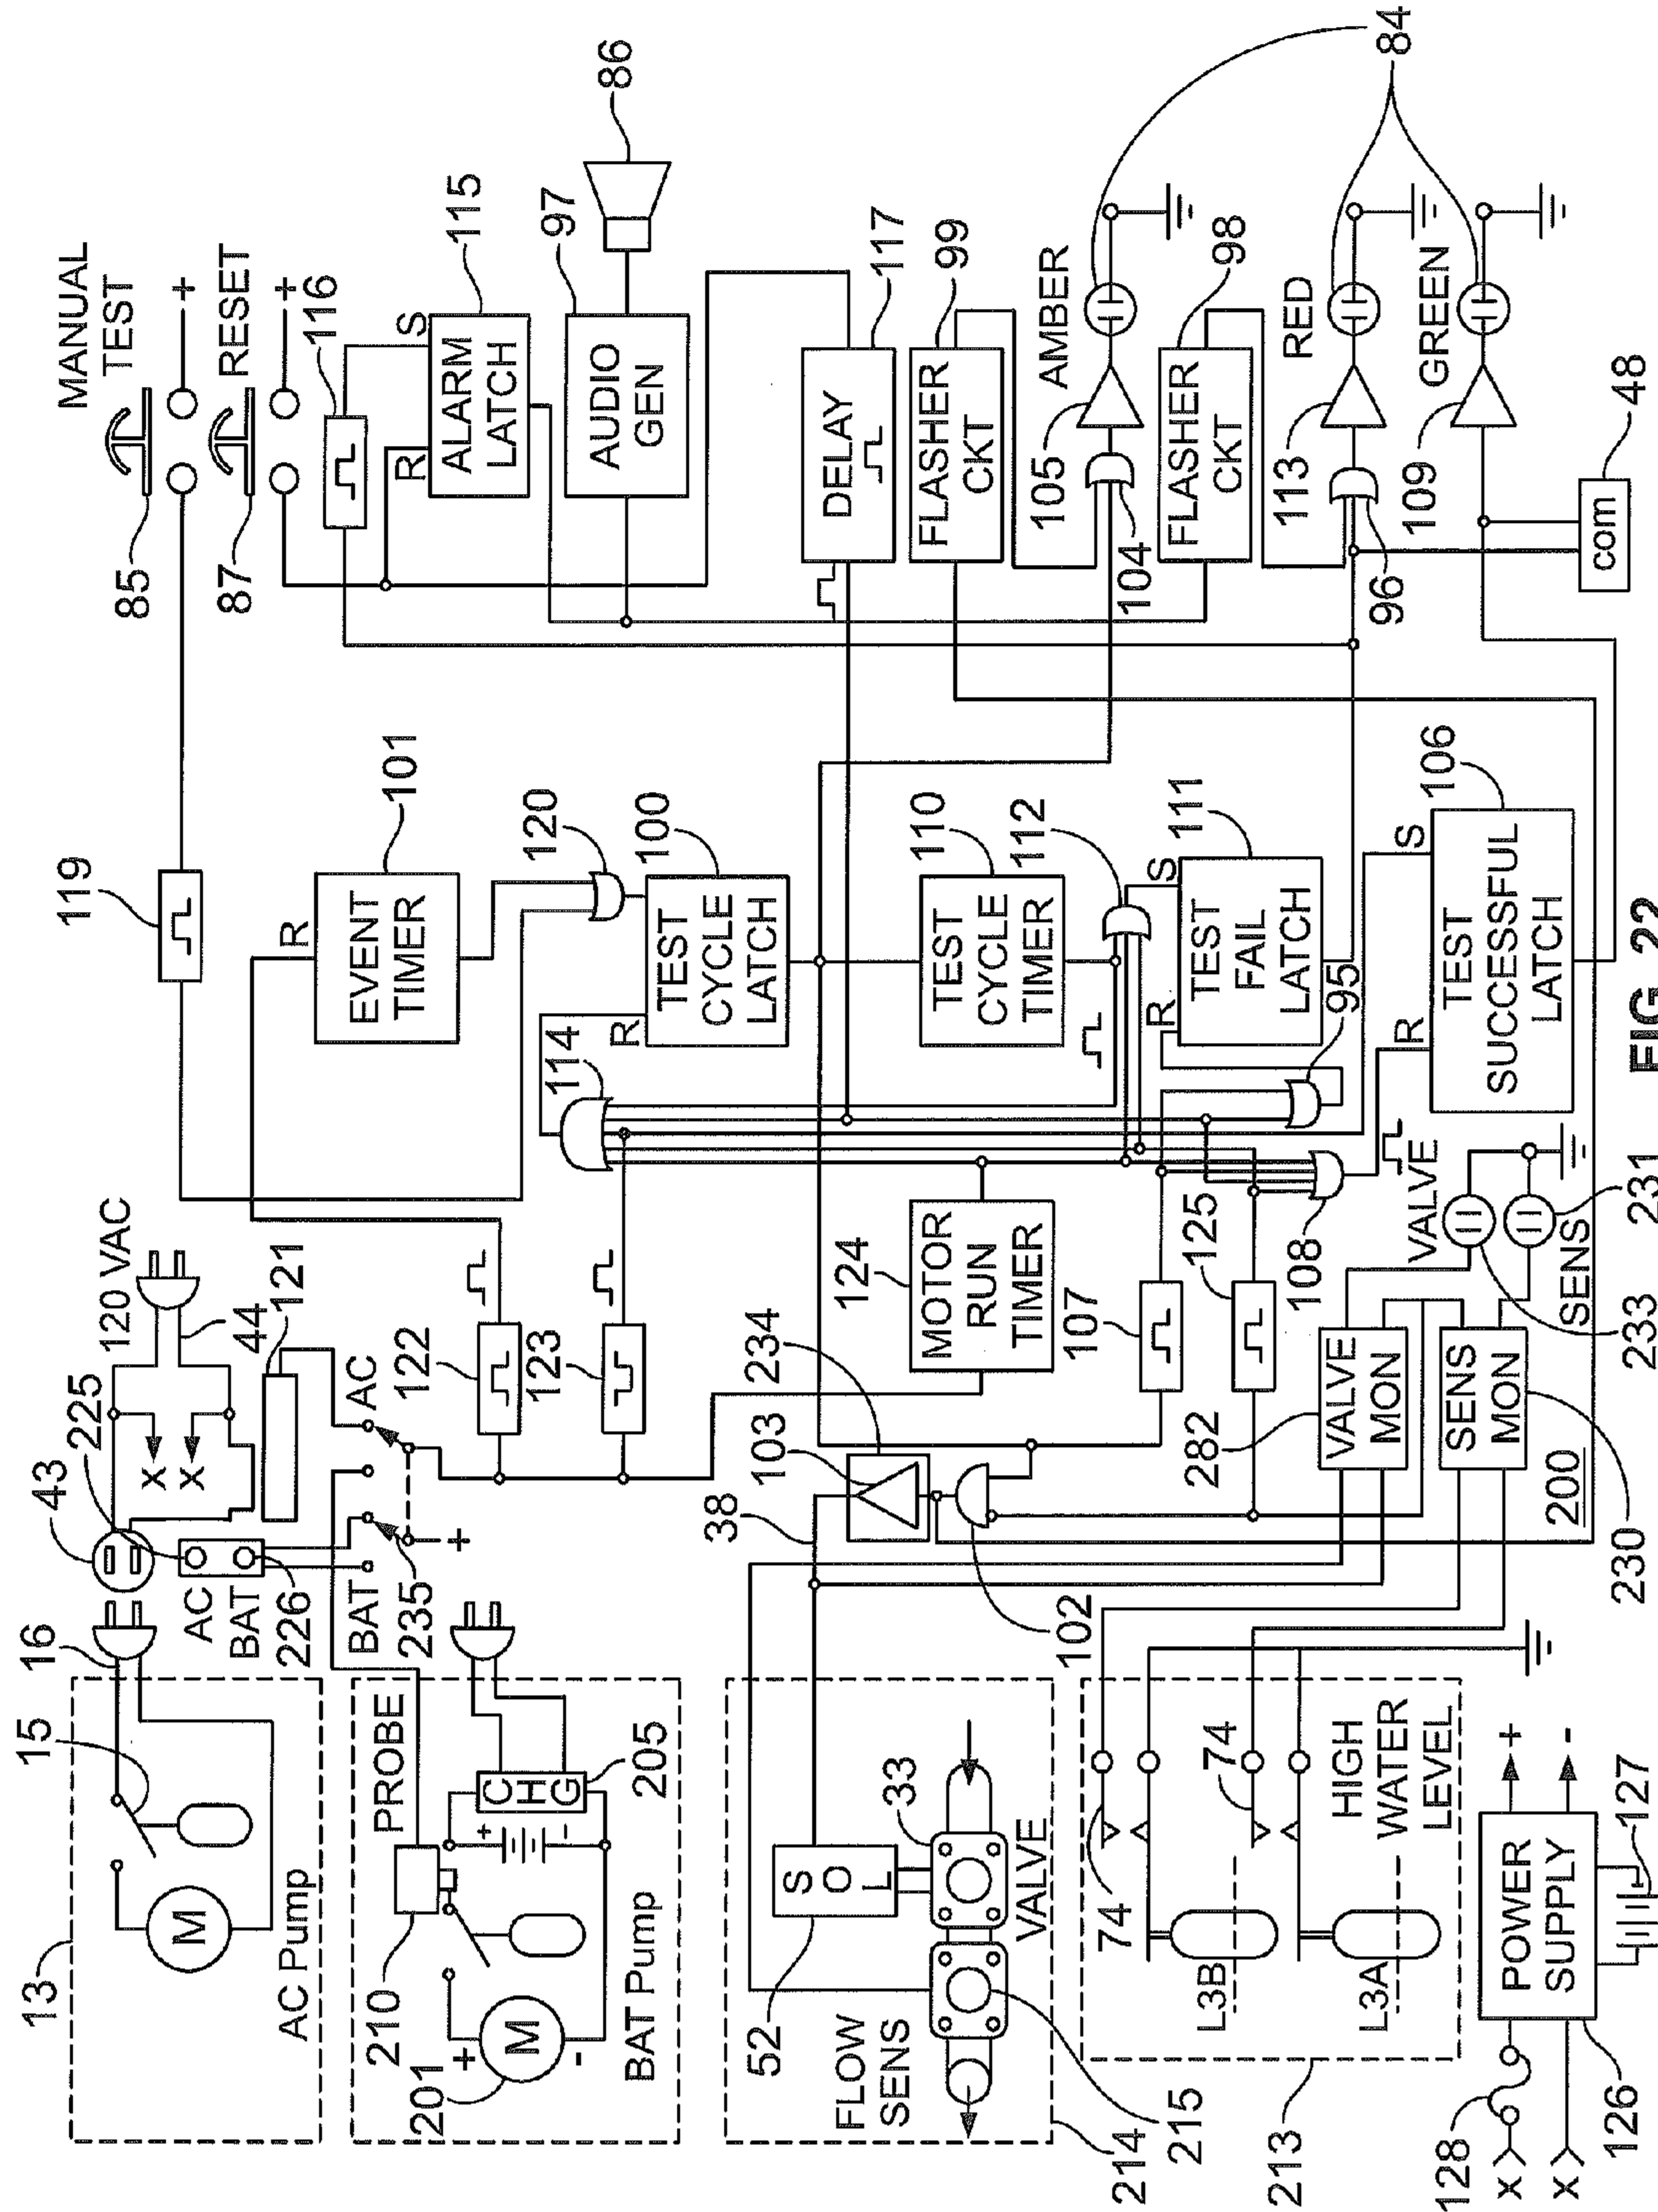 MANUAL
TEST
85
+
RESET
87
+
116
S
R
ALARM
LATCH
115
AUDIO
GEN
97
86
DELAY
117
FLASHER
CKT
99
AMBER
105
104
FLASHER
CKT
98
RED
113
96
GREEN
109
84
com
48
119
R
EVENT
TIMER
101
120
114
R
TEST
CYCLE
LATCH
100
TEST
CYCLE
TIMER
110
112
S
R
TEST
FAIL
LATCH
111
95
S
R
TEST
SUCCESSFUL
LATCH
106
120 VAC
44
121
43
225
X
X
AC
BAT
226
AC
BAT
235
+
122
123
234
103
38
MOTOR
RUN
TIMER
124
107
125
108
102
282
VALVE
MON
SENS
MON
230
200
VALVE
SENS
233
231
13
15
16
M
AC Pump
PROBE
210
201
+
M
-
+
-
C
H
G
205
BAT Pump
S
O
L
52
33
VALVE
FLOW
SENS
214
215
74
74
L3B
L3A
HIGH
WATER
LEVEL
213
128
X
X
POWER
SUPPLY
+
-
126
127
FIG. 22